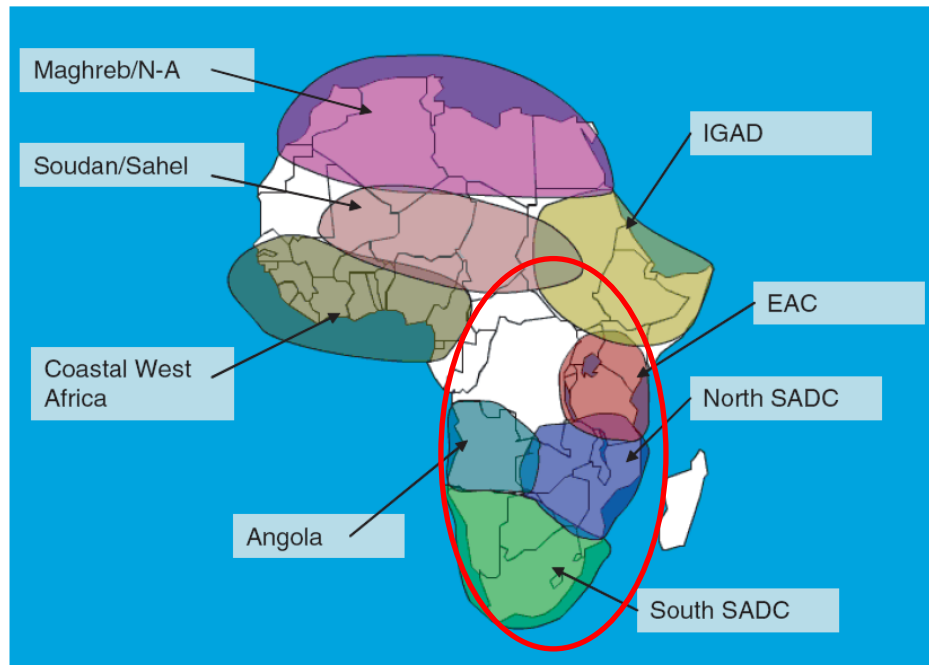 Maghreb/N-A
IGAD
Soudan/Sahel
EAC
Coastal West
Africa
North SADC
Angola
South SADC